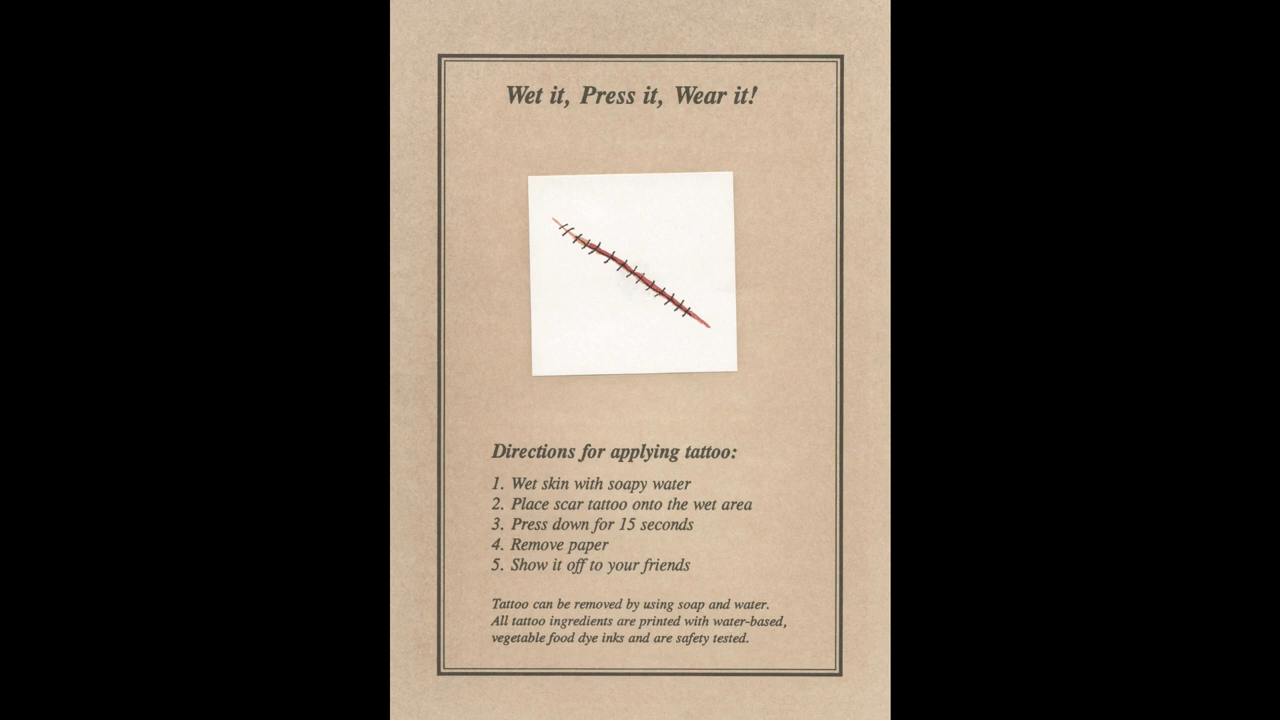 Wet it, Press it, Wear it!
Directions for applying tattoo:
1. Wet skin with soapy water
2. Place scar tattoo onto the wet area
3. Press down for 15 seconds
4. Remove paper
5. Show it off to your friends
Tattoo can be removed by using soap and water.
All tattoo ingredients are printed with water-based,
vegetable food dye inks and are safety tested.